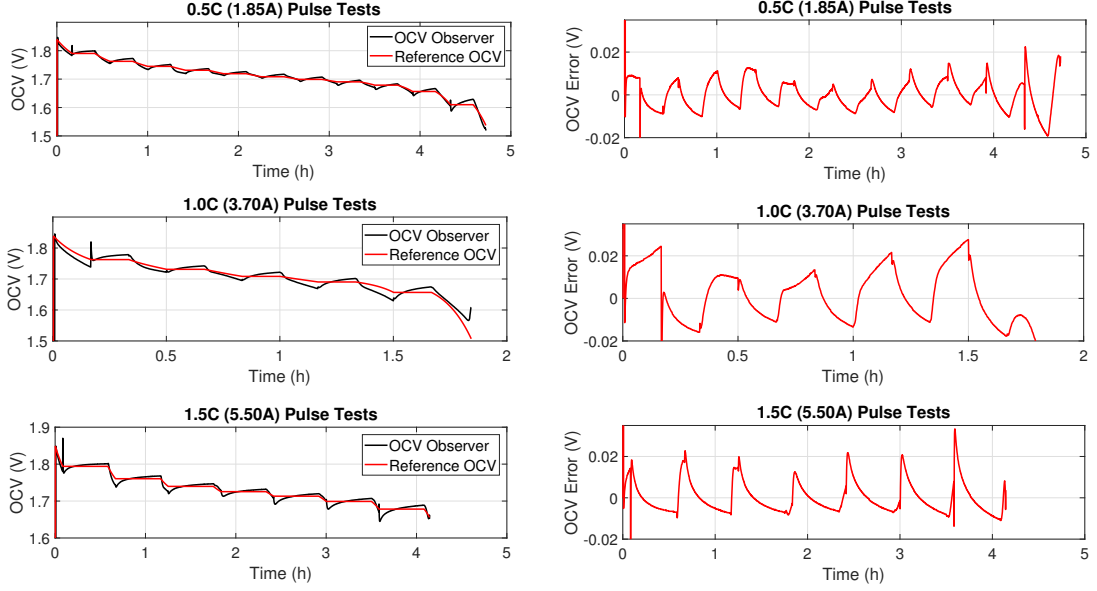 0.5C (1.85A) Pulse Tests
OCV (V)
1.8
1.7
1.6
1.5
OCV Observer
Reference OCV
0 1 2 3 4 5
Time (h)
0.5C (1.85A) Pulse Tests
OCV Error (V)
0.02
0
-0.02
0 1 2 3 4 5
Time (h)
1.0C (3.70A) Pulse Tests
OCV (V)
1.8
1.7
1.6
1.5
OCV Observer
Reference OCV
0 0.5 1 1.5 2
Time (h)
1.0C (3.70A) Pulse Tests
OCV Error (V)
0.02
0
-0.02
0 0.5 1 1.5 2
Time (h)
1.5C (5.50A) Pulse Tests
OCV (V)
1.9
1.8
1.7
1.6
OCV Observer
Reference OCV
0 1 2 3 4 5
Time (h)
1.5C (5.50A) Pulse Tests
OCV Error (V)
0.02
0
-0.02
0 1 2 3 4 5
Time (h)